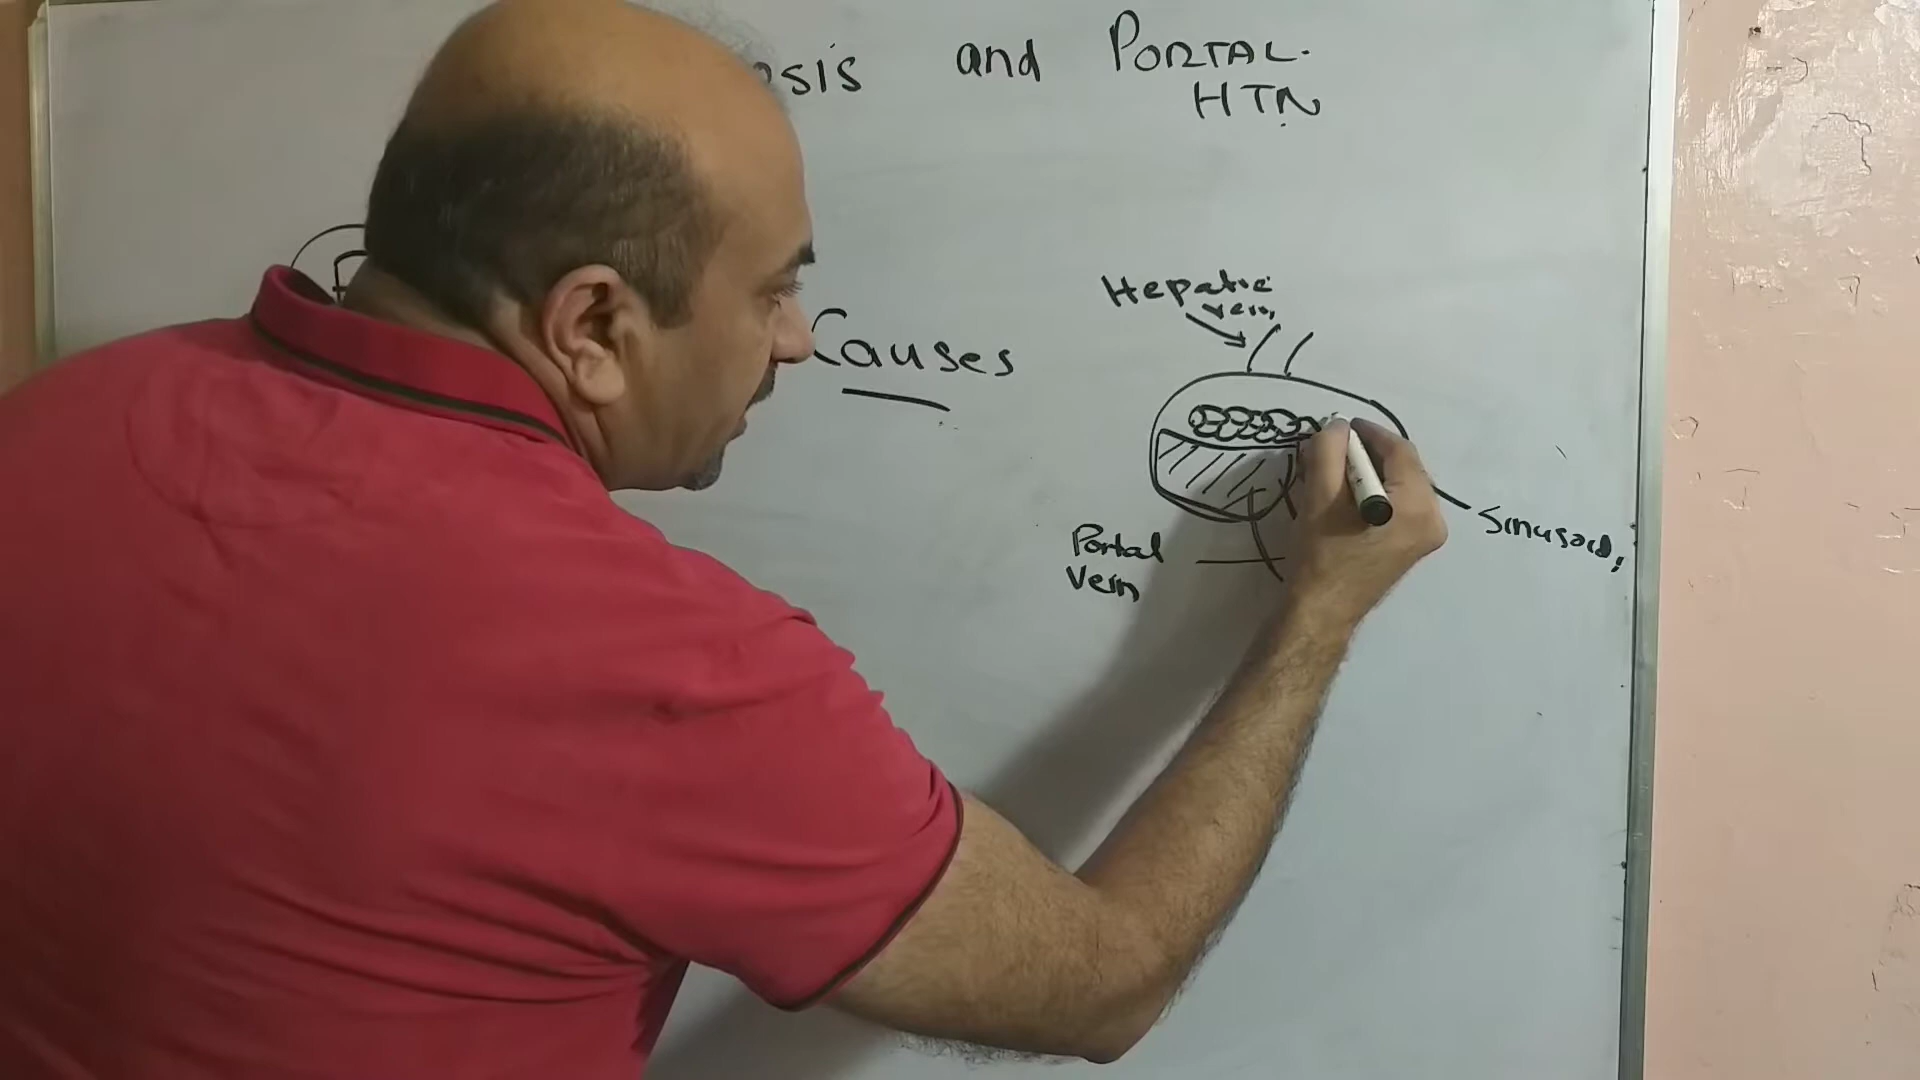 osis and PORTAL.
HTN
Causes
Hepatic
vein
Portal
Vein
Sinusoid,